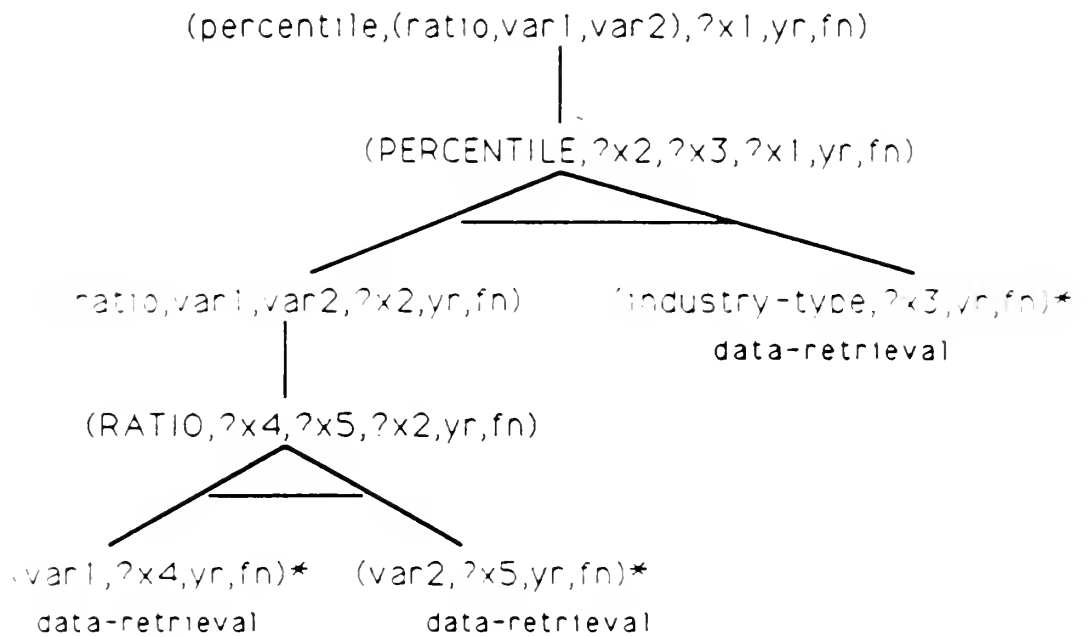 (percentile,(ratio,var1,var2),?x1,yr,fn)
(PERCENTILE,?x2,?x3,?x1,yr,fn)
ratio,var1,var2,?x2,yr,fn) (industry-type,?x3,yr,fn)*
data-retrieval
(RATIO,?x4,?x5,?x2,yr,fn)
(var1,?x4,yr,fn)* (var2,?x5,yr,fn)*
data-retrieval data-retrieval